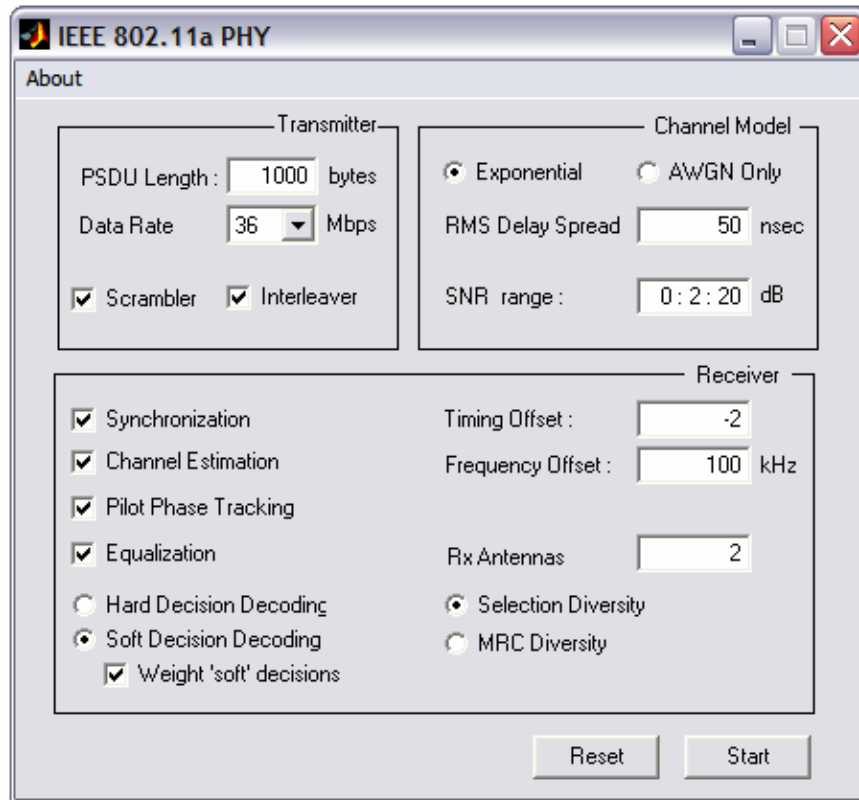 IEEE 802.11a PHY
About
Transmitter
PSDU Length : 1000 bytes
Data Rate 36 Mbps
Scrambler Interleaver
Channel Model
Exponential AWGN Only
RMS Delay Spread 50 nsec
SNR range : 0 : 2 : 20 dB
Receiver
Synchronization
Channel Estimation
Pilot Phase Tracking
Equalization
Hard Decision Decoding
Soft Decision Decoding
Weight 'soft' decisions
Timing Offset : -2
Frequency Offset : 100 kHz
Rx Antennas 2
Selection Diversity
MRC Diversity
Reset Start